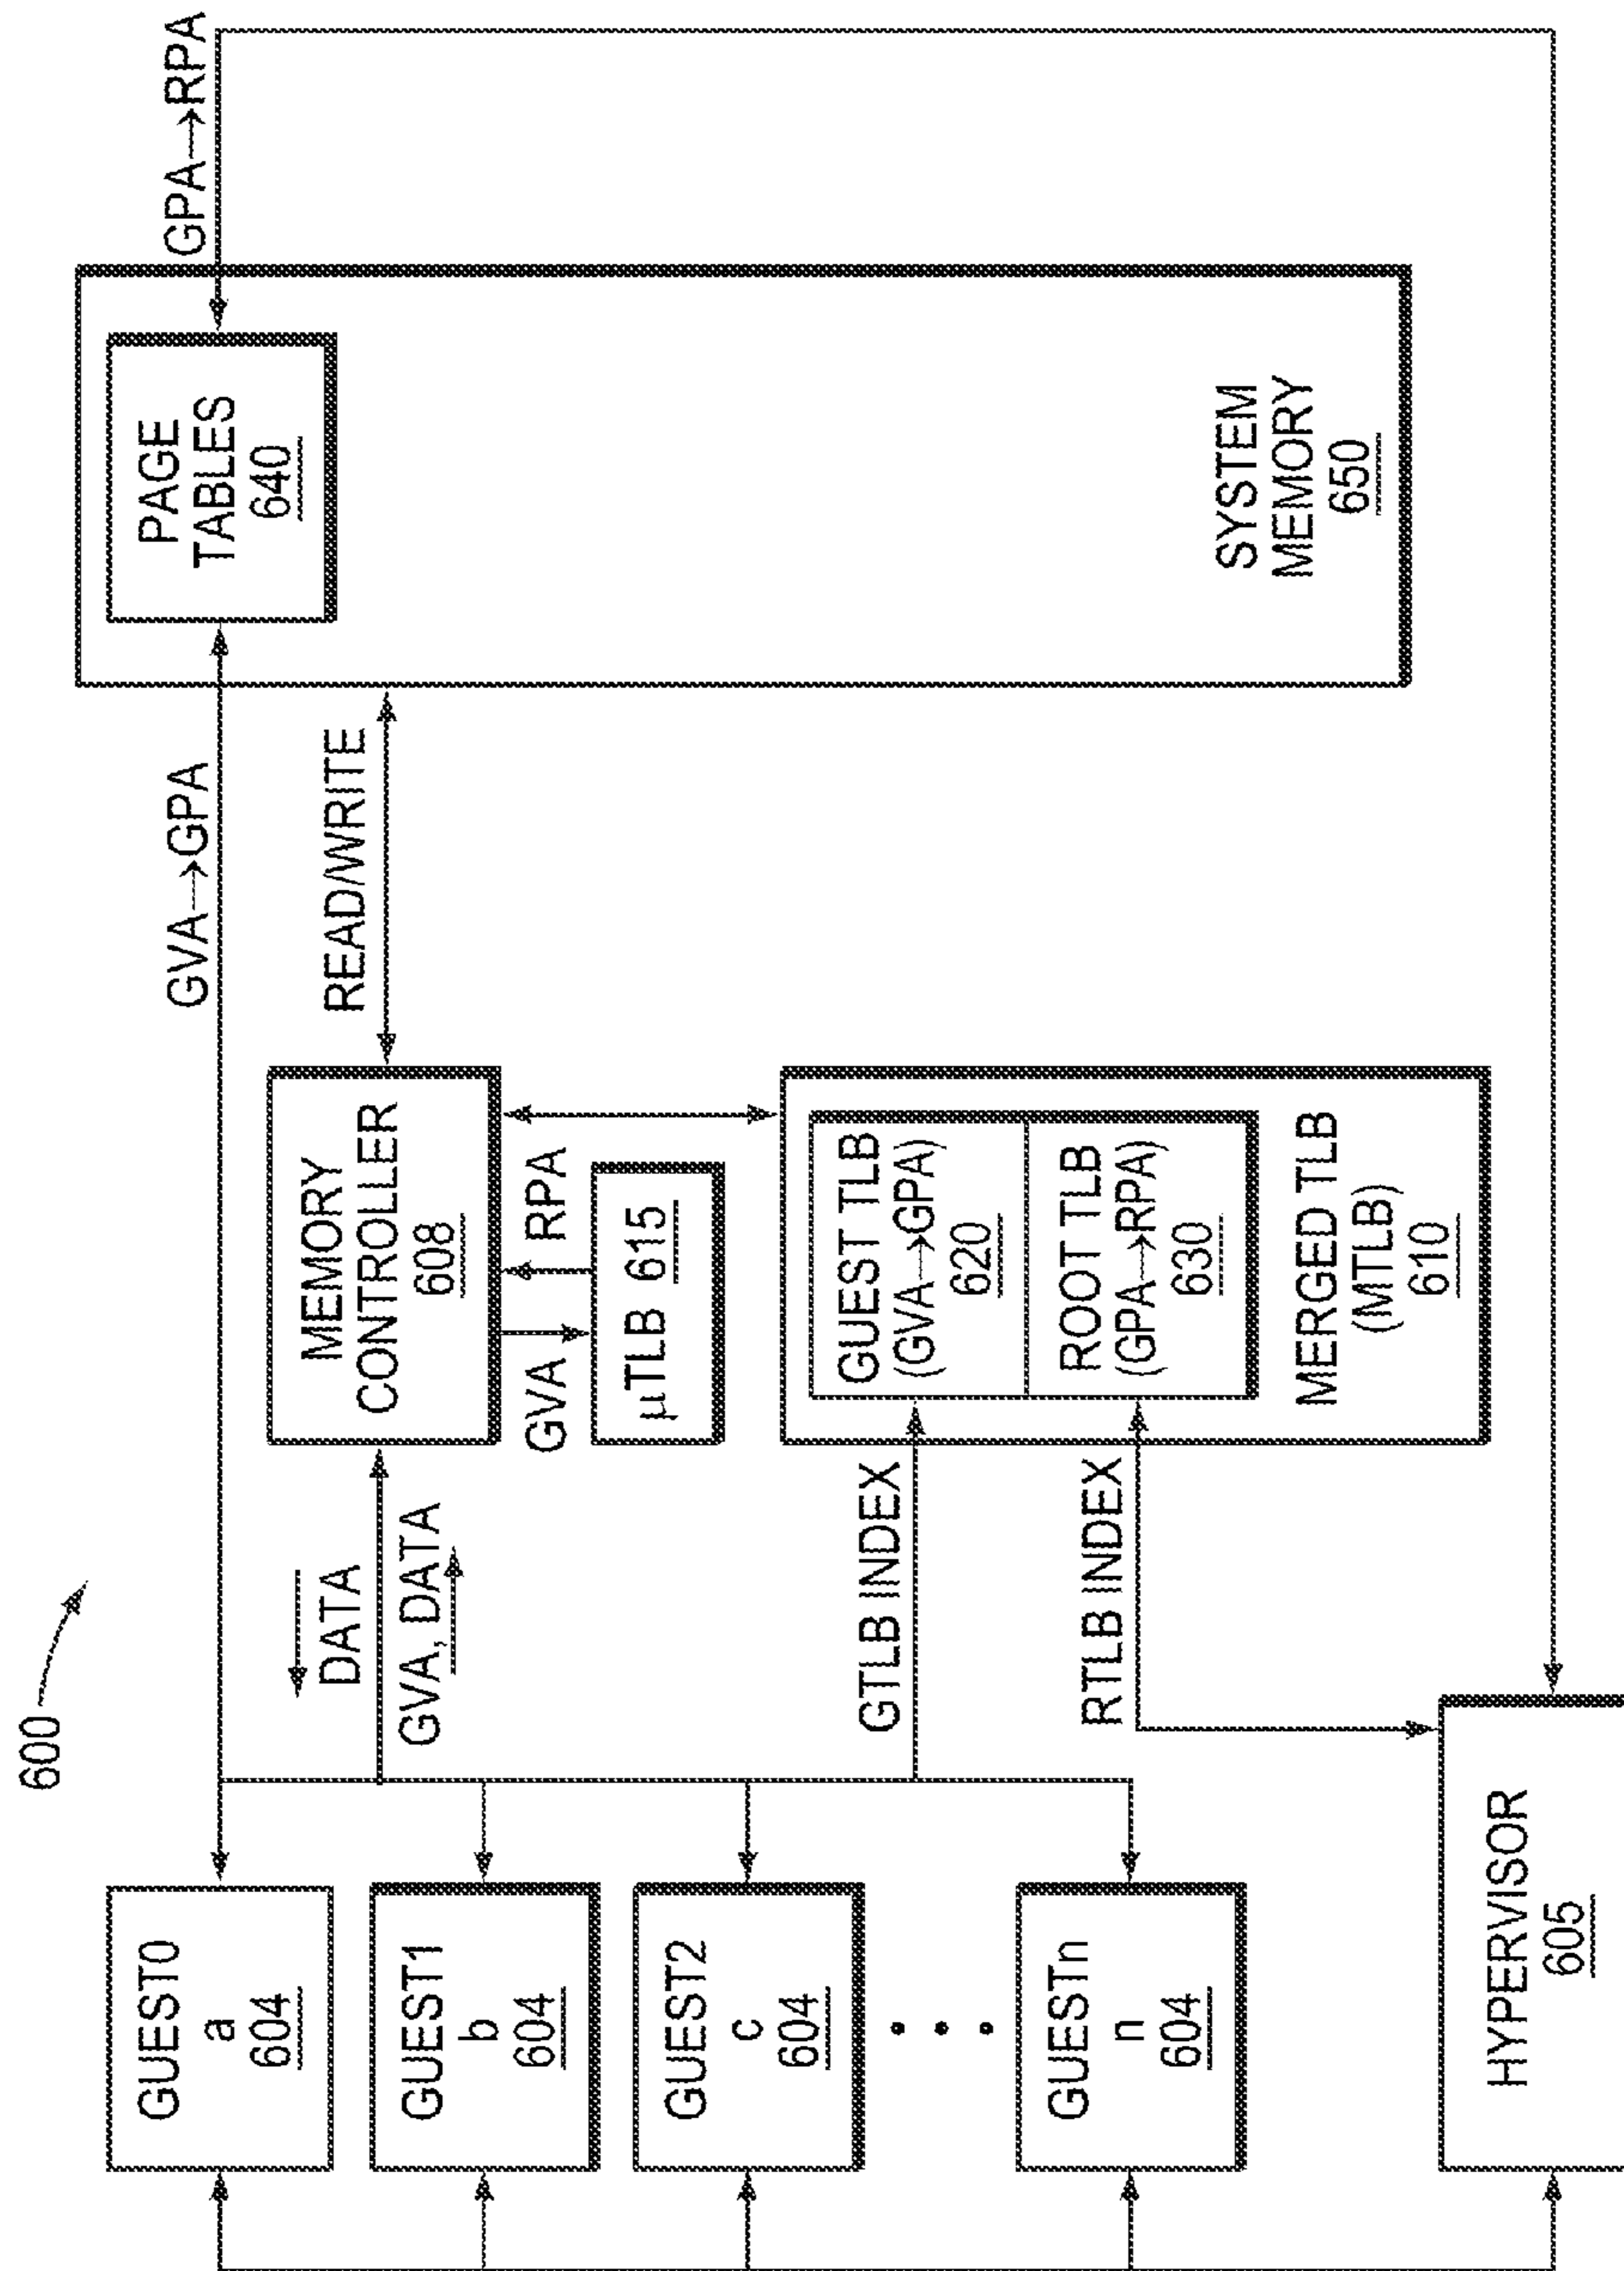 600
GUEST0
a
604
GUEST1
b
604
GUEST2
c
604
• • •
GUESTn
n
604
HYPERVISOR
605
GVA→GPA
GPA→RPA
DATA
GVA, DATA
READ/WRITE
MEMORY
CONTROLLER
608
GVA
RPA
µTLB 615
GTLB INDEX
RTLB INDEX
GUEST TLB
(GVA→GPA)
620
ROOT TLB
(GPA→RPA)
630
MERGED TLB
(MTLB)
610
PAGE
TABLES
640
SYSTEM
MEMORY
650